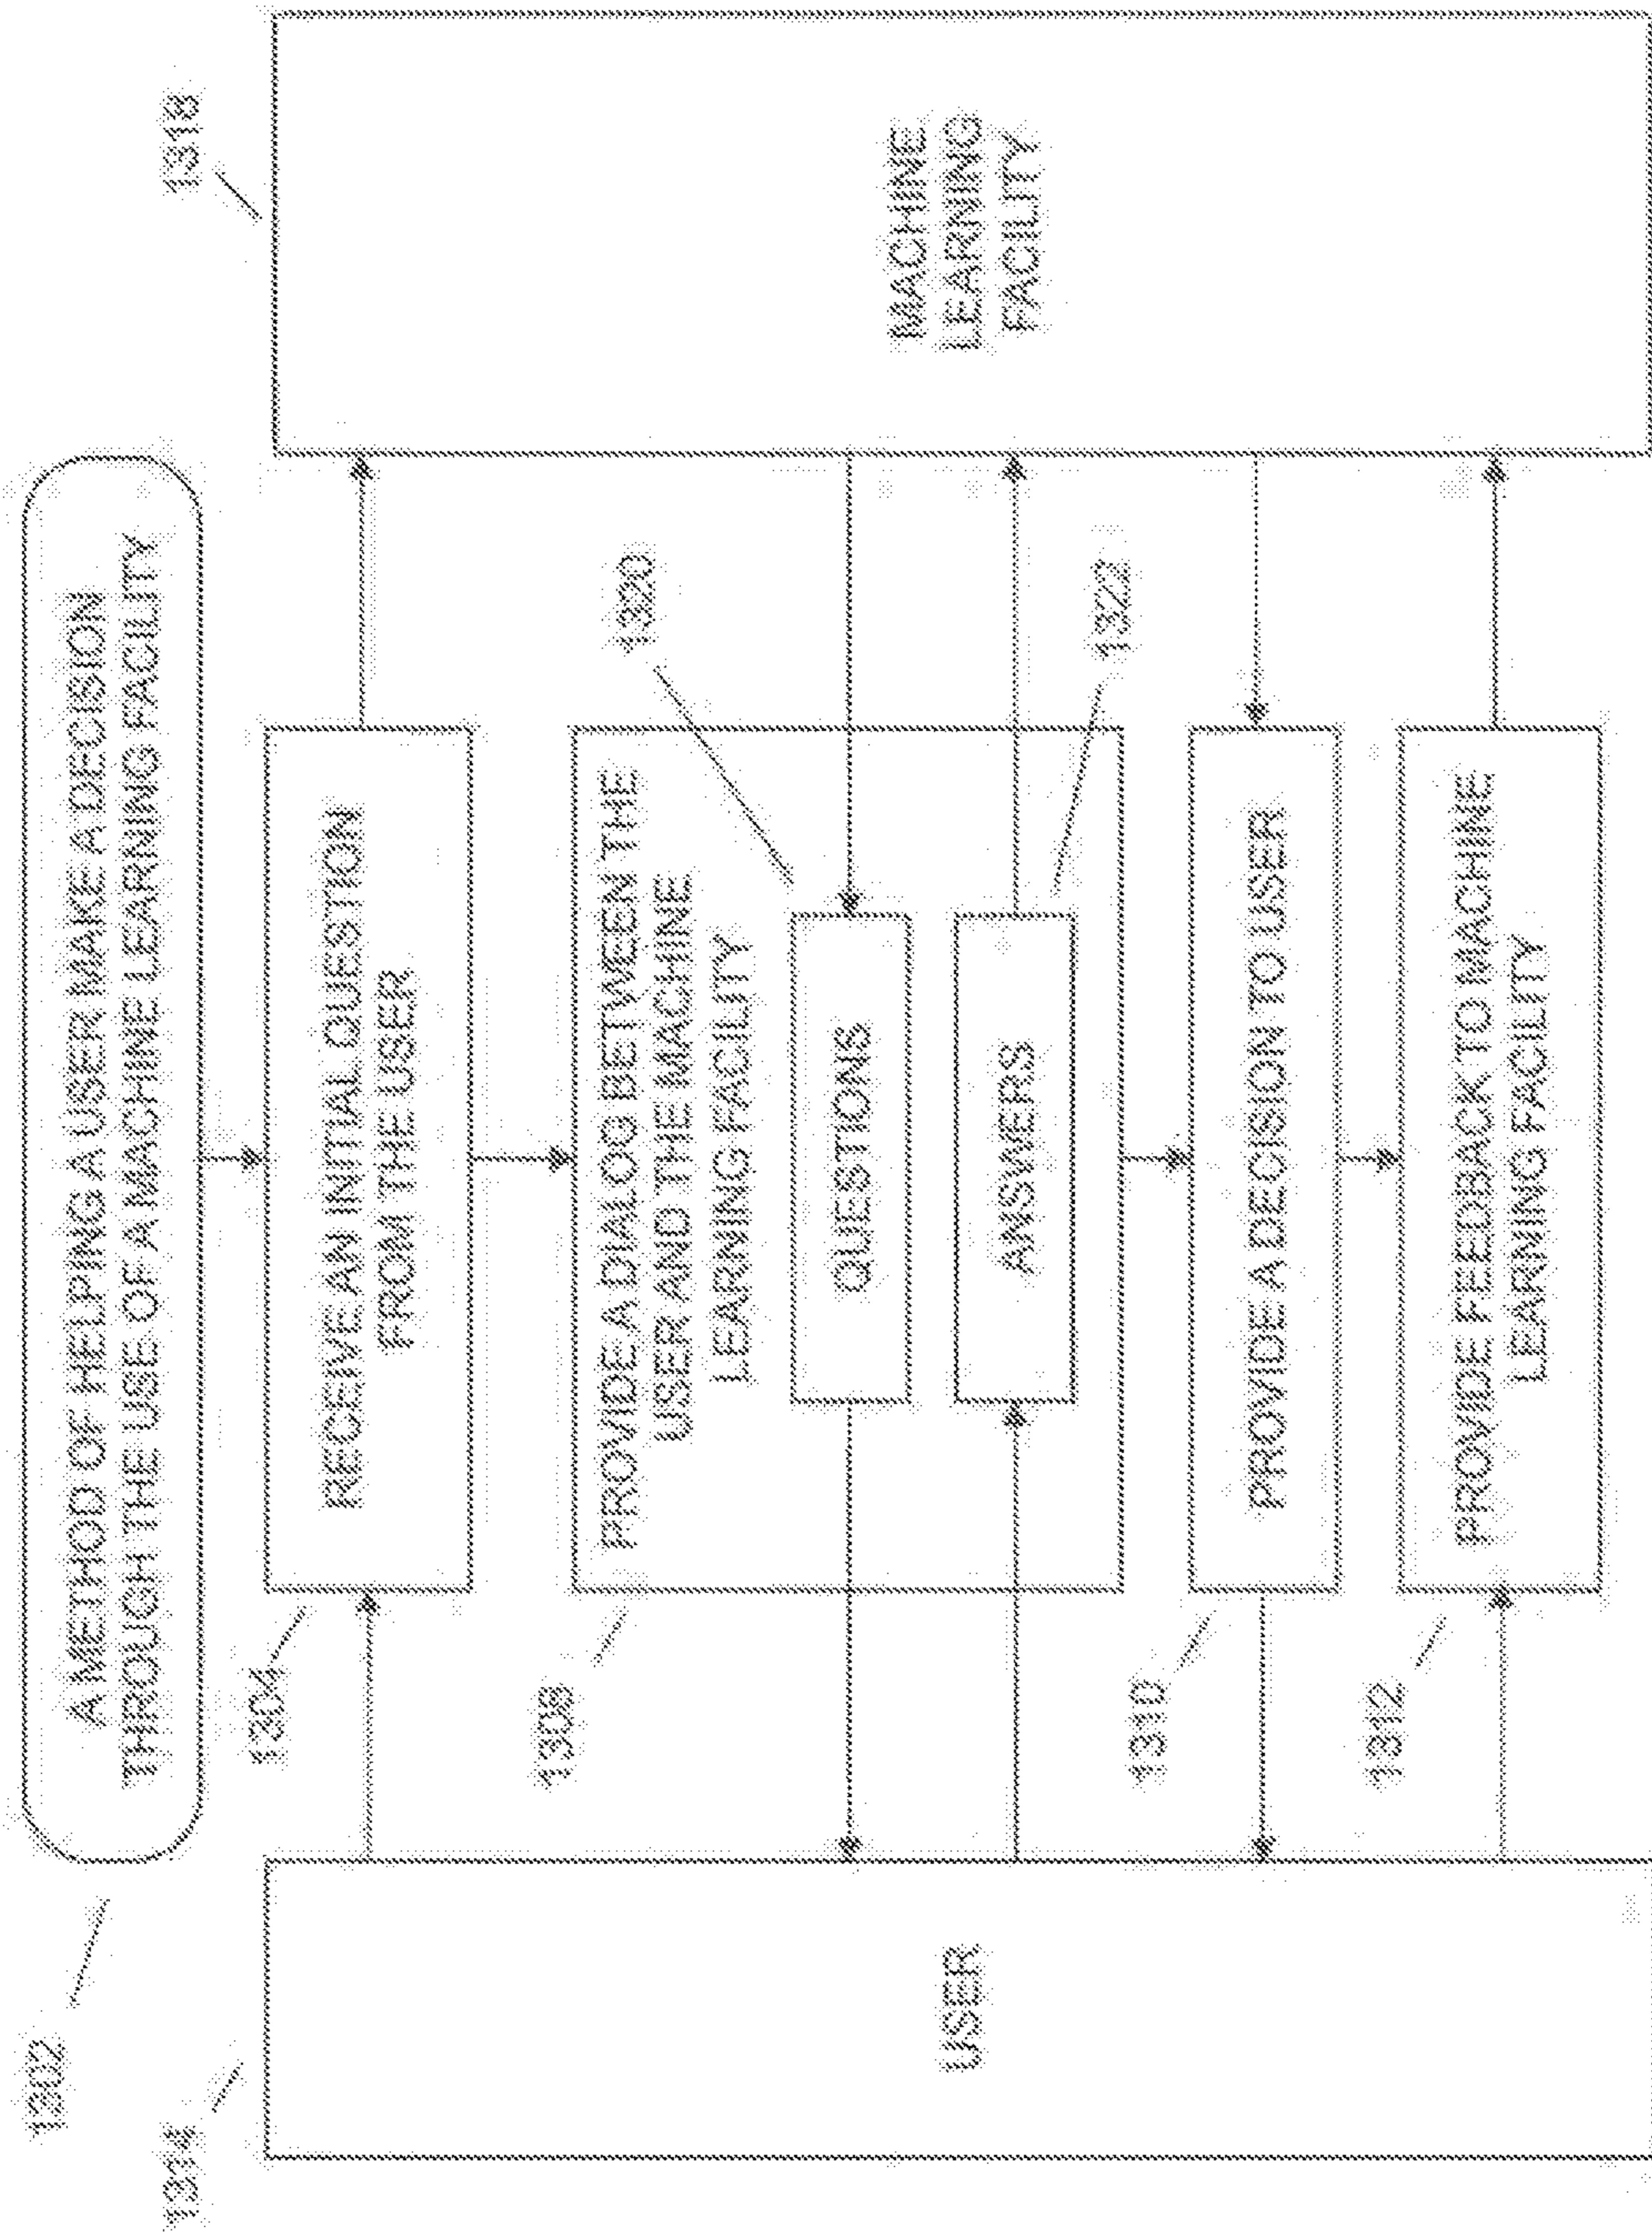 1302
A METHOD OF HELPING A USER MAKE A DECISION
THROUGH THE USE OF A MACHINE LEARNING FACILITY
1314
1318
1304
RECEIVE AN INITIAL QUESTION
FROM THE USER
1308
PROVIDE A DIALOG BETWEEN THE
USER AND THE MACHINE
LEARNING FACILITY
1320
QUESTIONS
USER
ANSWERS
MACHINE
LEARNING
FACILITY
1322
1310
PROVIDE A DECISION TO USER
1312
PROVIDE FEEDBACK TO MACHINE
LEARNING FACILITY